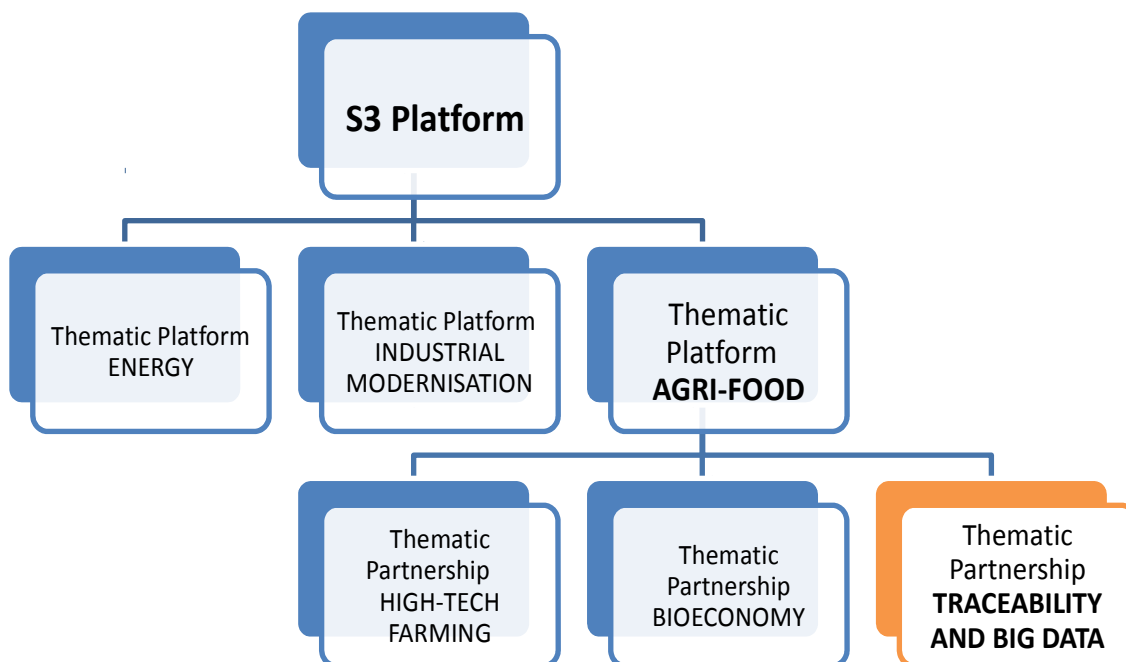 S3 Platform
Thematic Platform
ENERGY
Thematic Platform
INDUSTRIAL
MODERNISATION
Thematic
Platform
AGRI-FOOD
Thematic
Partnership
HIGH-TECH
FARMING
Thematic
Partnership
BIOECONOMY
Thematic
Partnership
TRACEABILITY
AND BIG DATA